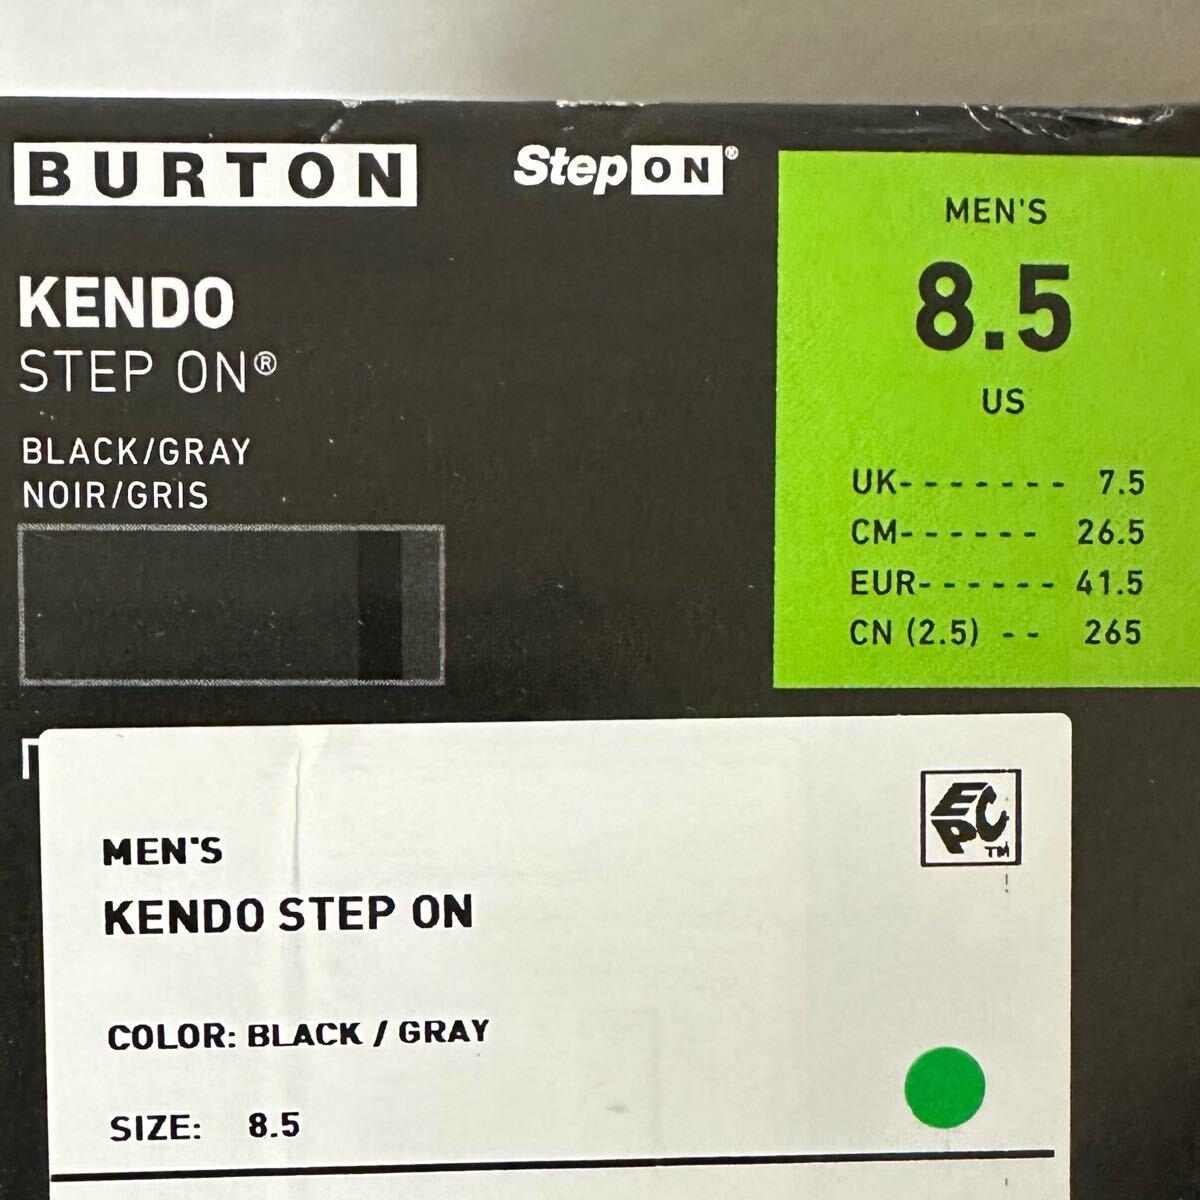 BURTON
StepON®
KENDO
STEP ON®
BLACK/GRAY
NOIR/GRIS
MEN'S
8.5
US
UK- - - - - - - - 7.5
CM- - - - - - 26.5
EUR- - - - - - 41.5
CN (2.5) - - 265
MEN'S
KENDO STEP ON
COLOR: BLACK / GRAY
SIZE: 8.5
ECPC™